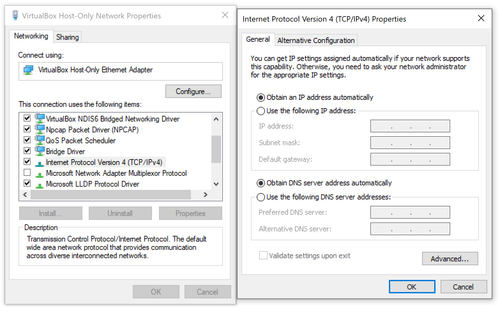 VirtualBox Host-Only Network Properties
Networking
Sharing
Connect using:
VirtualBox Host-Only Ethernet Adapter
Configure...
This connection uses the following items:
VirtualBox NDIS6 Bridged Networking Driver
Npcap Packet Driver (NPCAP)
QoS Packet Scheduler
Bridge Driver
Internet Protocol Version 4 (TCP/IPv4)
Microsoft Network Adapter Multiplexor Protocol
Microsoft LLDP Protocol Driver
Install...
Uninstall
Properties
Description
Transmission Control Protocol/Internet Protocol. The default
wide area network protocol that provides communication
across diverse interconnected networks.
OK
Cancel
Internet Protocol Version 4 (TCP/IPv4) Properties
General
Alternative Configuration
You can get IP settings assigned automatically if your network supports
this capability. Otherwise, you need to ask your network administrator
for the appropriate IP settings.
Obtain an IP address automatically
Use the following IP address:
IP address:
Subnet mask:
Default gateway:
Obtain DNS server address automatically
Use the following DNS server addresses:
Preferred DNS server:
Alternative DNS server:
Validate settings upon exit
Advanced...
OK
Cancel